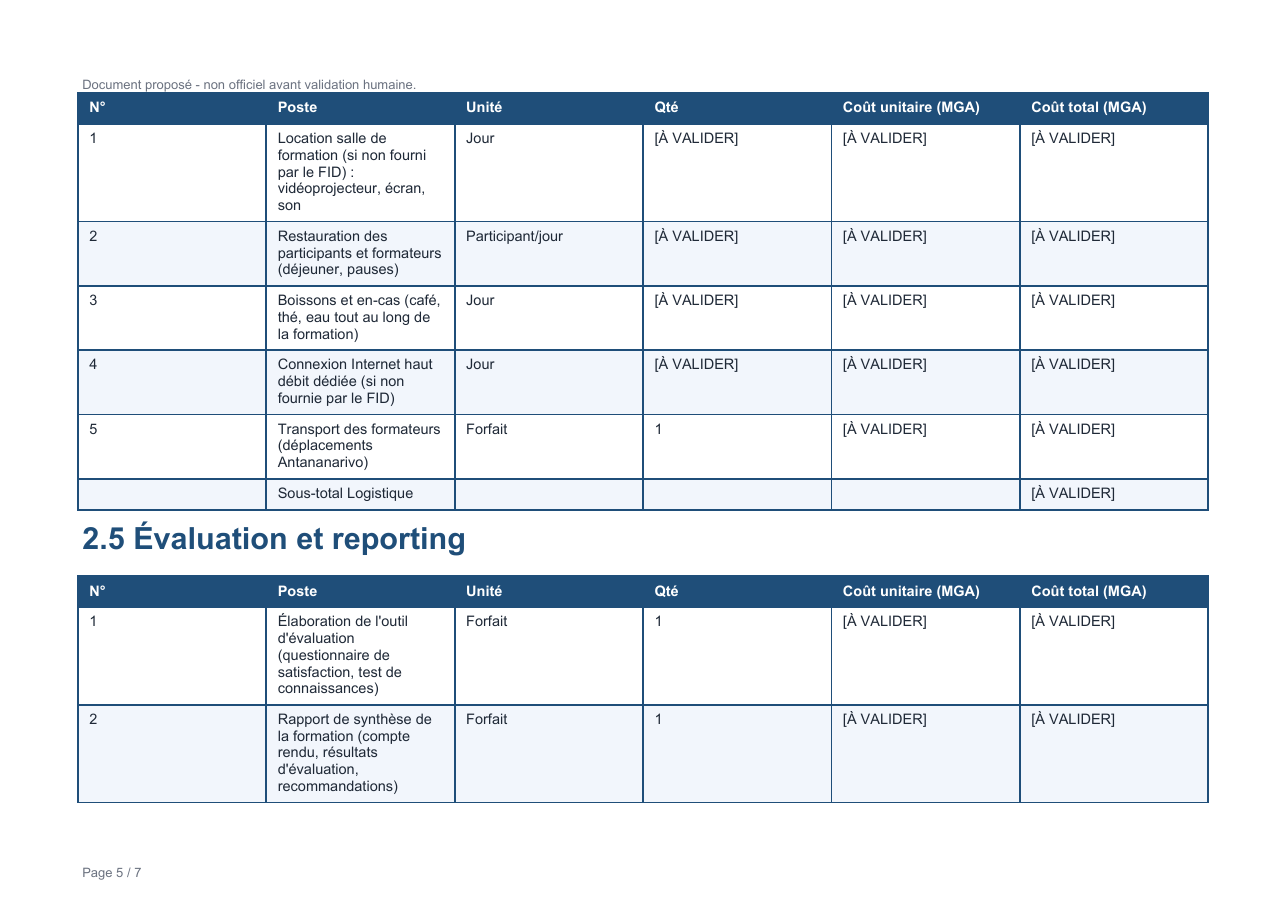 Document proposé - non officiel avant validation humaine.
N° Poste Unité Qté Coût unitaire (MGA) Coût total (MGA)
1 Location salle de Jour [À VALIDER] [À VALIDER] [À VALIDER]
formation (si non fourni
par le FID) :
vidéoprojecteur, écran,
son
2 Restauration des Participant/jour [À VALIDER] [À VALIDER] [À VALIDER]
participants et formateurs
(déjeuner, pauses)
3 Boissons et en-cas (café, Jour [À VALIDER] [À VALIDER] [À VALIDER]
thé, eau tout au long de
la formation)
4 Connexion Internet haut Jour [À VALIDER] [À VALIDER] [À VALIDER]
débit dédiée (si non
fournie par le FID)
5 Transport des formateurs Forfait 1 [À VALIDER] [À VALIDER]
(déplacements
Antananarivo)
Sous-total Logistique [À VALIDER]
2.5 Évaluation et reporting
N° Poste Unité Qté Coût unitaire (MGA) Coût total (MGA)
1 Élaboration de l'outil Forfait 1 [À VALIDER] [À VALIDER]
d'évaluation
(questionnaire de
satisfaction, test de
connaissances)
2 Rapport de synthèse de Forfait 1 [À VALIDER] [À VALIDER]
la formation (compte
rendu, résultats
d'évaluation,
recommandations)
Page 5 / 7